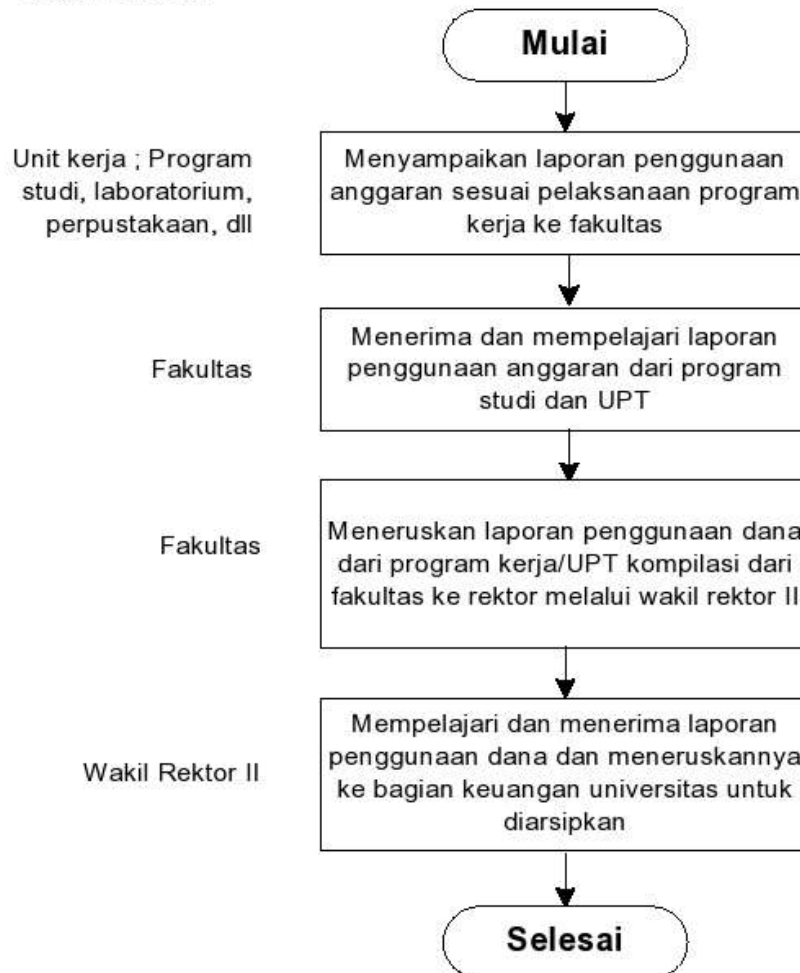 Mulai
Unit kerja ; Program
studi, laboratorium,
perpustakaan, dll
Menyampaikan laporan penggunaan
anggaran sesuai pelaksanaan program
kerja ke fakultas
Fakultas
Menerima dan mempelajari laporan
penggunaan anggaran dari program
studi dan UPT
Fakultas
Meneruskan laporan penggunaan dana
dari program kerja/UPT kompilasi dari
fakultas ke rektor melalui wakil rektor II
Wakil Rektor II
Mempelajari dan menerima laporan
penggunaan dana dan meneruskannya
ke bagian keuangan universitas untuk
diarsipkan
Selesai